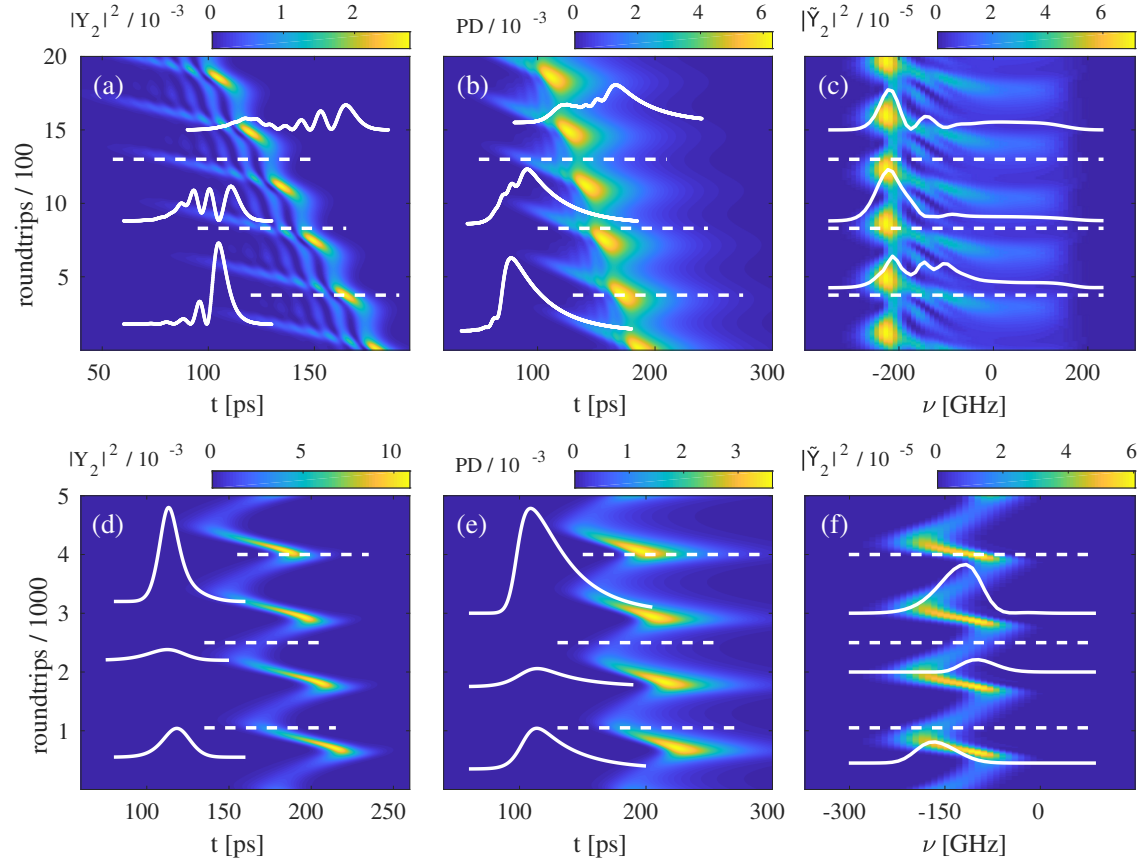 |Y₂|² / 10 ⁻³ 0 1 2
PD / 10 ⁻³ 0 2 4 6
|Ỹ₂|² / 10 ⁻⁵ 0 2 4 6
(a) (b) (c)
20
15
10
5
roundtrips / 100
50 100 150
100 200 300
-200 0 200
t [ps] t [ps] ν [GHz]
|Y₂|² / 10 ⁻³ 0 5 10
PD / 10 ⁻³ 0 1 2 3
|Ỹ₂|² / 10 ⁻⁵ 0 2 4 6
(d) (e) (f)
5
4
3
2
1
roundtrips / 1000
100 150 200 250
100 200 300
-300 -150 0
t [ps] t [ps] ν [GHz]